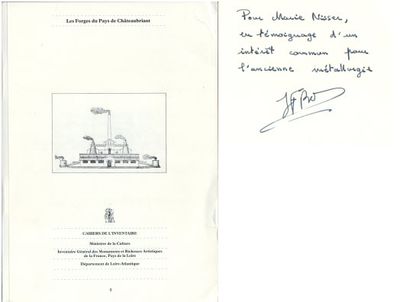 Les Forges du Pays de Châteaubriant
CAHIERS DE L'INVENTAIRE
Ministère de la Culture
Inventaire Général des Monuments et Richesses Artistiques
de la France, Pays de la Loire
Département de Loire-Atlantique
Pour Marie Nisser,
en témoignage d'un
intérêt commun pour
l'ancienne métallurgie